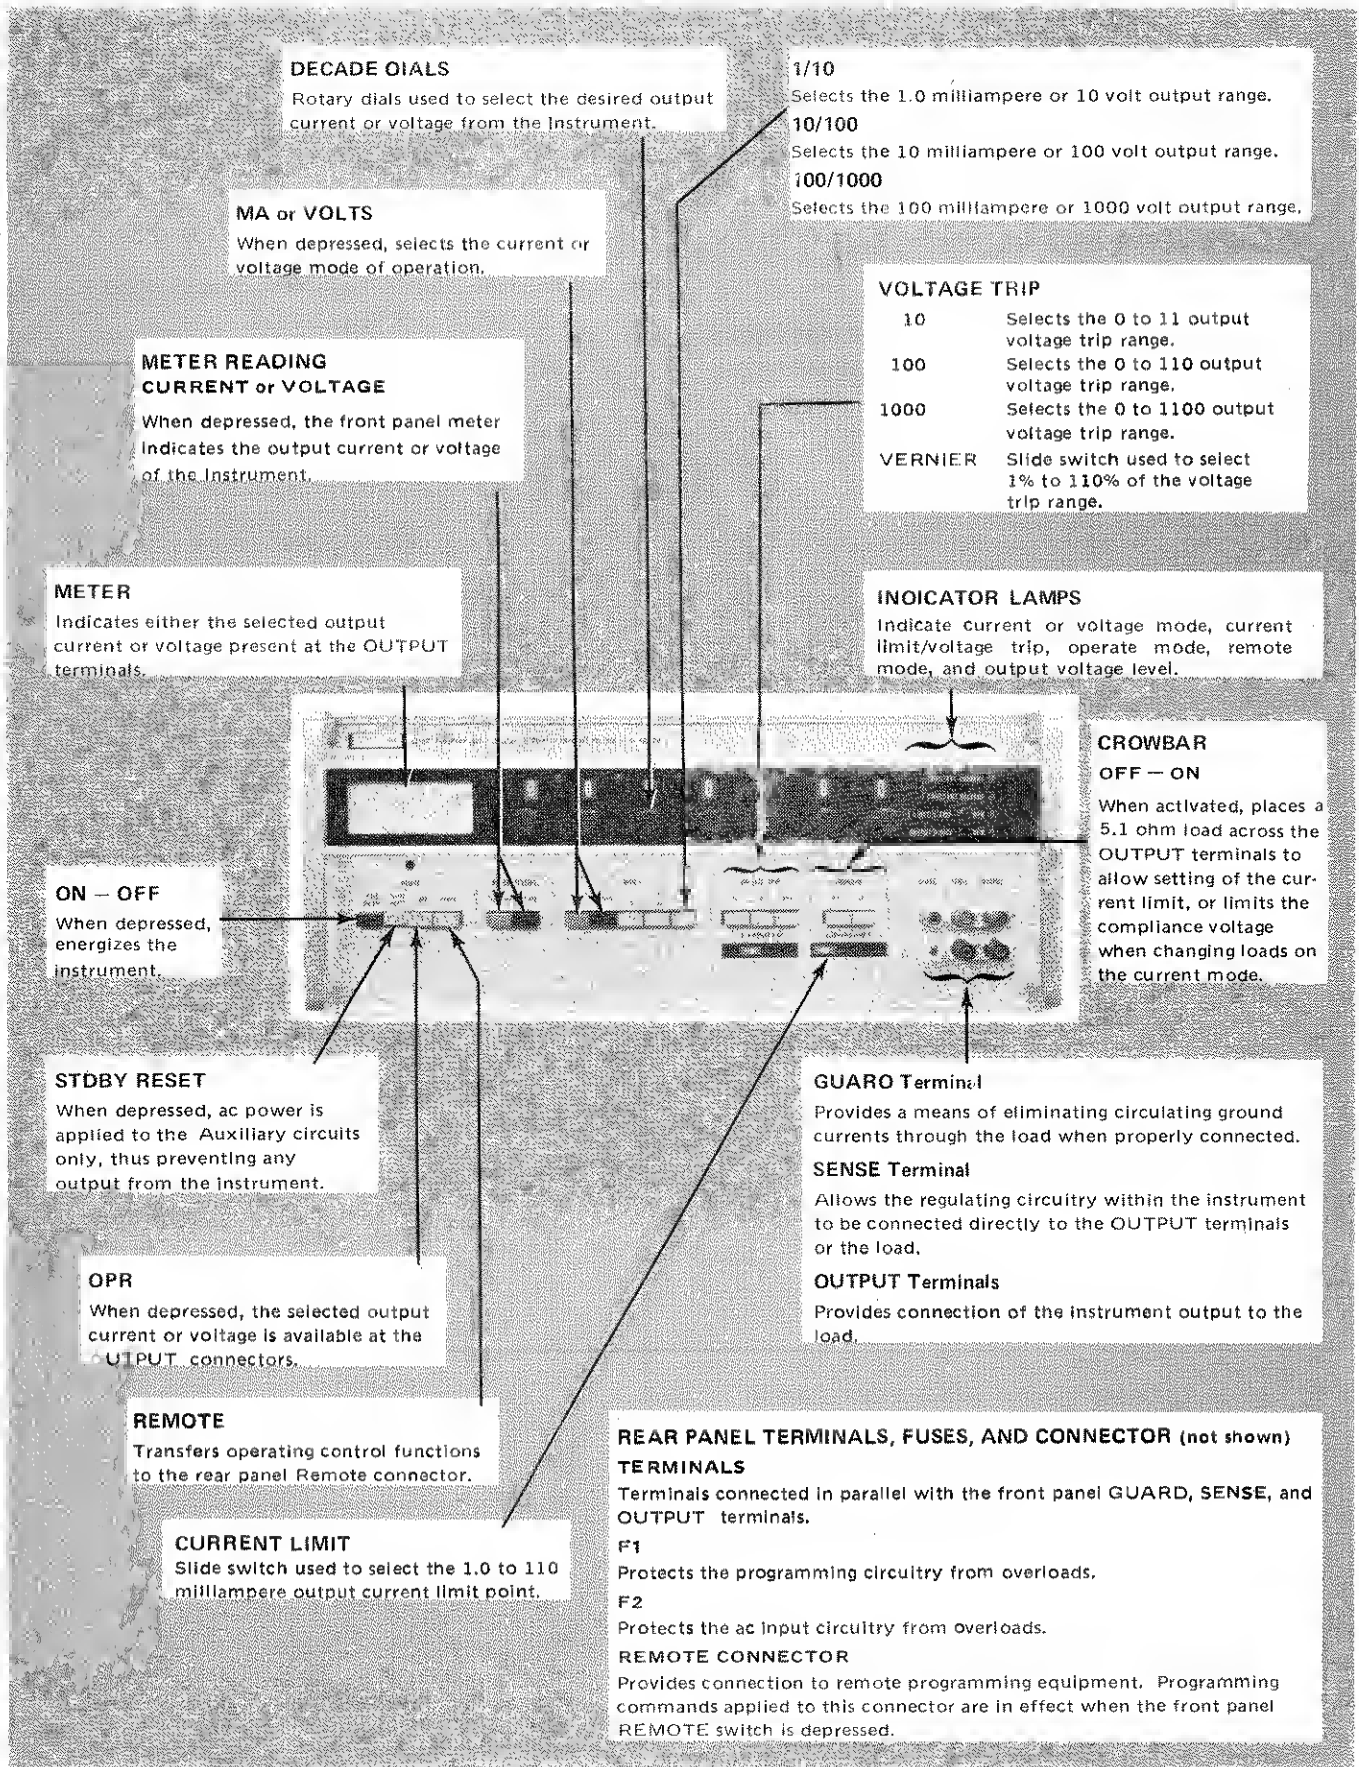 DECADE OIALS
Rotary dials used to select the desired output
current or voltage from the Instrument.
1/10
Selects the 1.0 milliampere or 10 volt output range.
10/100
Selects the 10 milliampere or 100 volt output range.
100/1000
Selects the 100 milliampere or 1000 volt output range.
MA or VOLTS
When depressed, selects the current or
voltage mode of operation.
VOLTAGE TRIP
10 Selects the 0 to 11 output
voltage trip range.
100 Selects the 0 to 110 output
voltage trip range.
1000 Selects the 0 to 1100 output
voltage trip range.
VERNIER Slide switch used to select
1% to 110% of the voltage
trip range.
METER REAOING
CURRENT or VOLTAGE
When depressed, the front panel meter
Indicates the output current or voltage
of the Instrument.
METER
Indicates either the selected output
current or voltage present at the OUTPUT
terminals.
INOICATOR LAMPS
Indicate current or voltage mode, current
limit/voltage trip, operate mode, remote
mode, and output voltage level.
CROWBAR
OFF — ON
When activated, places a
5.1 ohm load across the
OUTPUT terminals to
allow setting of the cur-
rent limit, or limits the
compliance voltage
when changing loads on
the current mode.
ON — OFF
When depressed,
energizes the
instrument.
STDBY RESET
When depressed, ac power is
applied to the Auxiliary circuits
only, thus preventing any
output from the instrument.
GUARO Terminal
Provides a means of eliminating circulating ground
currents through the load when properly connected.
SENSE Terminal
Allows the regulating circuitry within the instrument
to be connected directly to the OUTPUT terminals
or the load.
OUTPUT Terminals
Provides connection of the instrument output to the
load.
OPR
When depressed, the selected output
current or voltage is available at the
OUTPUT connectors.
REMOTE
Transfers operating control functions
to the rear panel Remote connector.
CURRENT LIMIT
Slide switch used to select the 1.0 to 110
milliampere output current limit point.
REAR PANEL TERMINALS, FUSES, AND CONNECTOR (not shown)
TERMINALS
Terminals connected in parallel with the front panel GUARD, SENSE, and
OUTPUT terminals.
F1
Protects the programming circuitry from overloads.
F2
Protects the ac input circuitry from overloads.
REMOTE CONNECTOR
Provides connection to remote programming equipment. Programming
commands applied to this connector are in effect when the front panel
REMOTE switch is depressed.